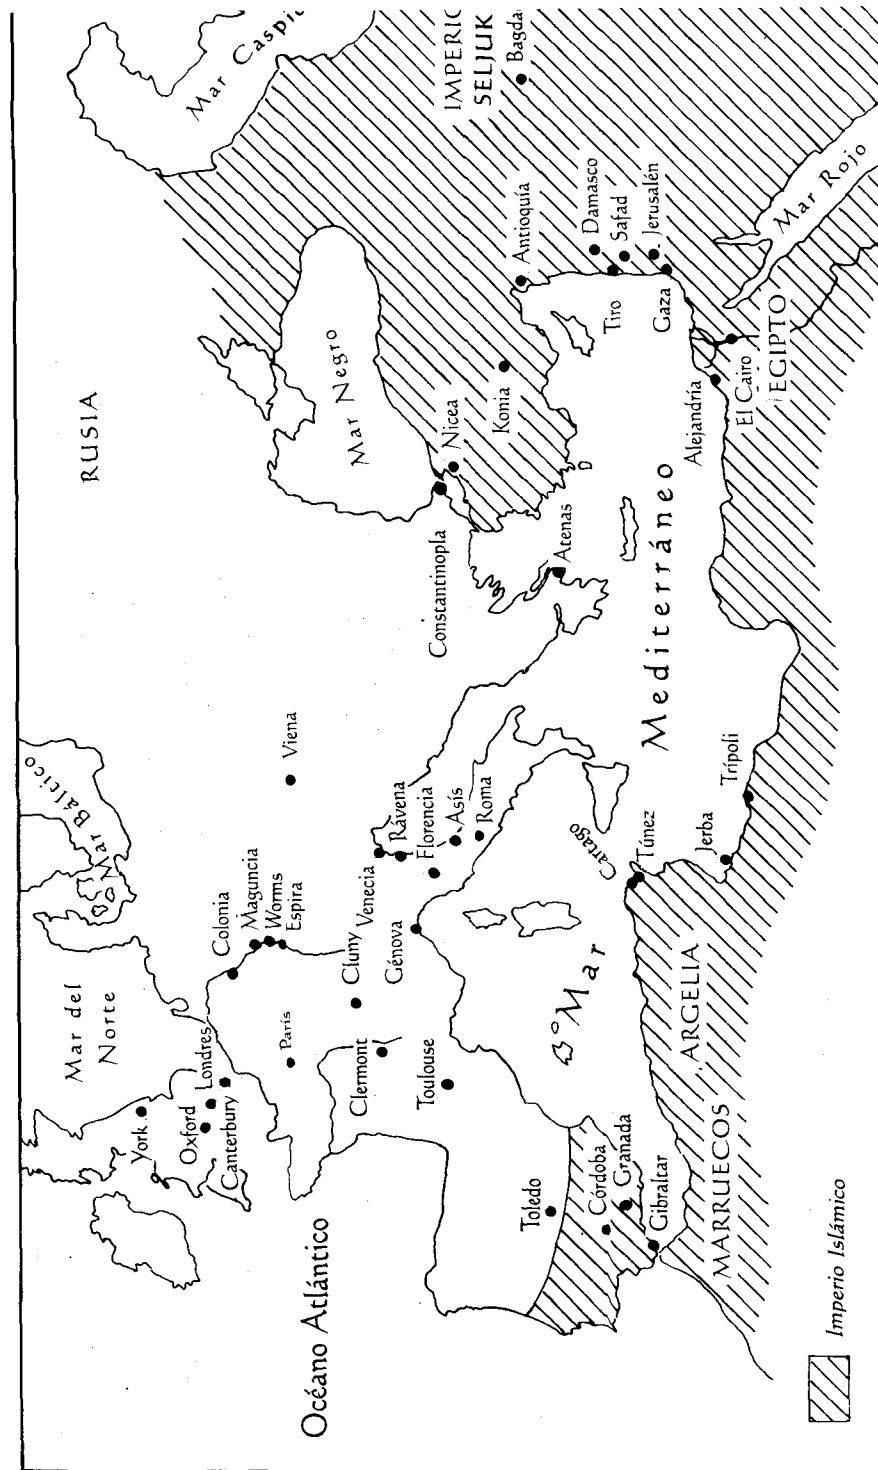 RUSIA
Mar Caspi
IMPERIO
SELJUK
Bagda
Mar Negro
Mar Báltico
Mar del
Norte
York
Oxford
Londres
Canterbury
Colonia
Maguncia
Worms
Espira
París
Viena
Océano Atlántico
Cluny
Clermont
Toulouse
Venecia
Rávena
Génova
Florencia
Asís
Roma
Constantinopla
Nicea
Konia
Antioquía
Atenas
Damasco
Safad
Jerusalén
Tiro
Gaza
Mar Rojo
Toledo
Córdoba
Granada
Gibraltar
Mar
Mediterráneo
Cartago
Túnez
Jerba
Trípoli
Alejandría
El Cairo
EGIPTO
ARGELIA
MARRUECOS
Imperio Islámico